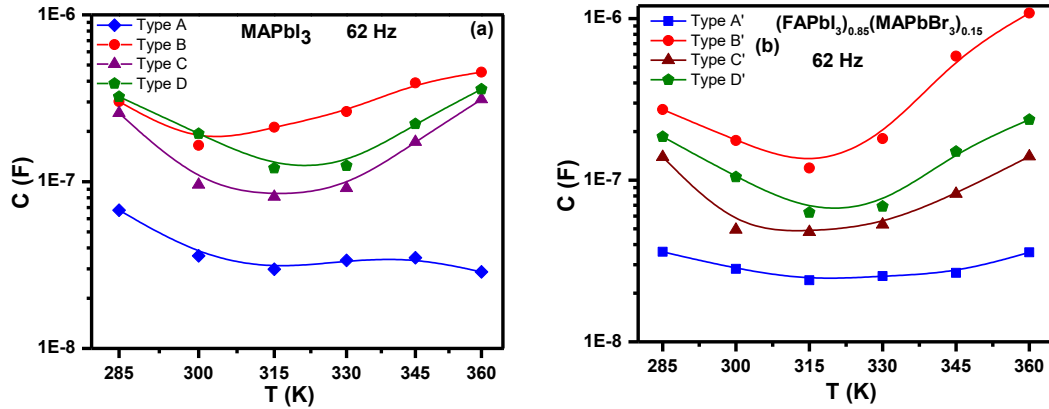 MAPbI3 62 Hz (a)
Type A
Type B
Type C
Type D
1E-6
1E-7
1E-8
C (F)
285 300 315 330 345 360
T (K)
(FAPbI3)0.85(MAPbBr3)0.15
62 Hz
(b)
Type A'
Type B'
Type C'
Type D'
1E-6
1E-7
1E-8
C (F)
285 300 315 330 345 360
T (K)